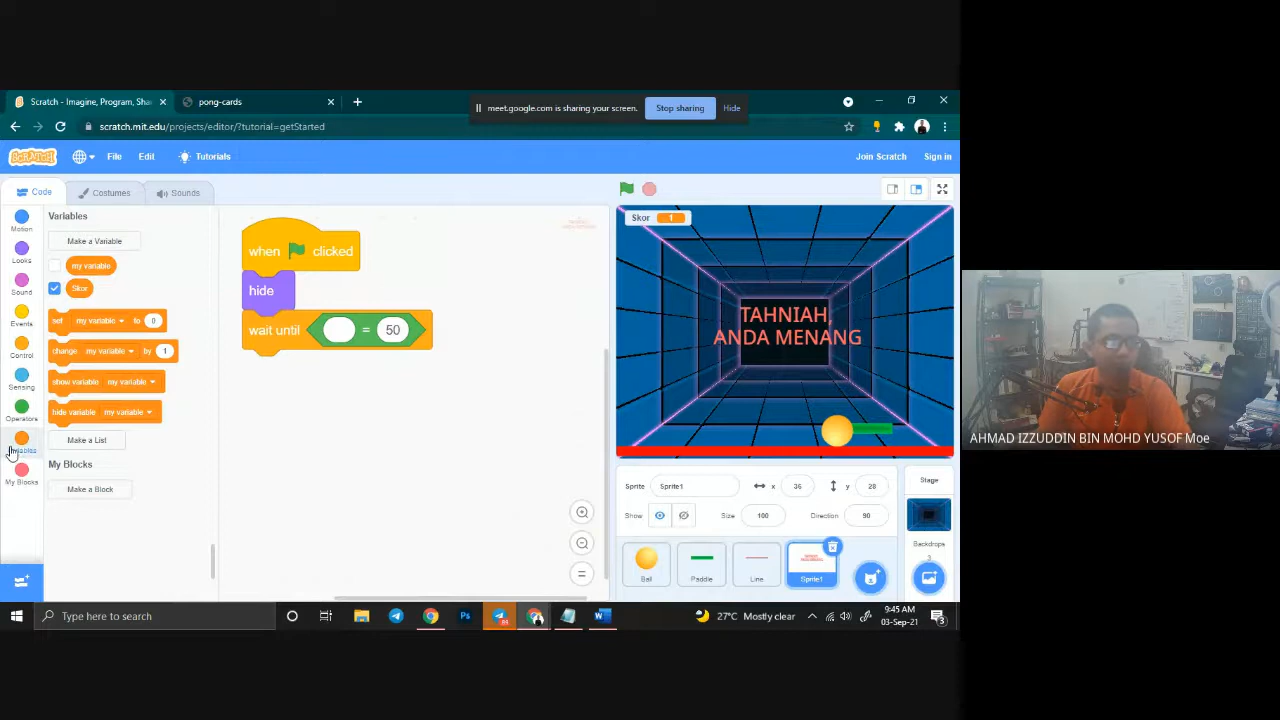 Scratch - Imagine, Program, Sha
pong-cards
meet.google.com is sharing your screen.
Stop sharing
Hide
scratch.mit.edu/projects/editor/?tutorial=getStarted
SCRATCH
File
Edit
Tutorials
Join Scratch
Sign in
Code
Costumes
Sounds
Motion
Looks
Sound
Events
Control
Sensing
Operators
Variables
My Blocks
Variables
Make a Variable
my variable
Skor
set my variable to 0
change my variable by 1
show variable my variable
hide variable my variable
Make a List
My Blocks
Make a Block
when clicked
hide
wait until = 50
Skor 1
TAHNIAH,
ANDA MENANG
Sprite Sprite1 x 36 y 28
Show Size 100 Direction 90
Ball
Paddle
Line
Sprite1
Stage
Backdrops
3
AHMAD IZZUDDIN BIN MOHD YUSOF Moe
Type here to search
27°C Mostly clear
9:45 AM
03-Sep-21